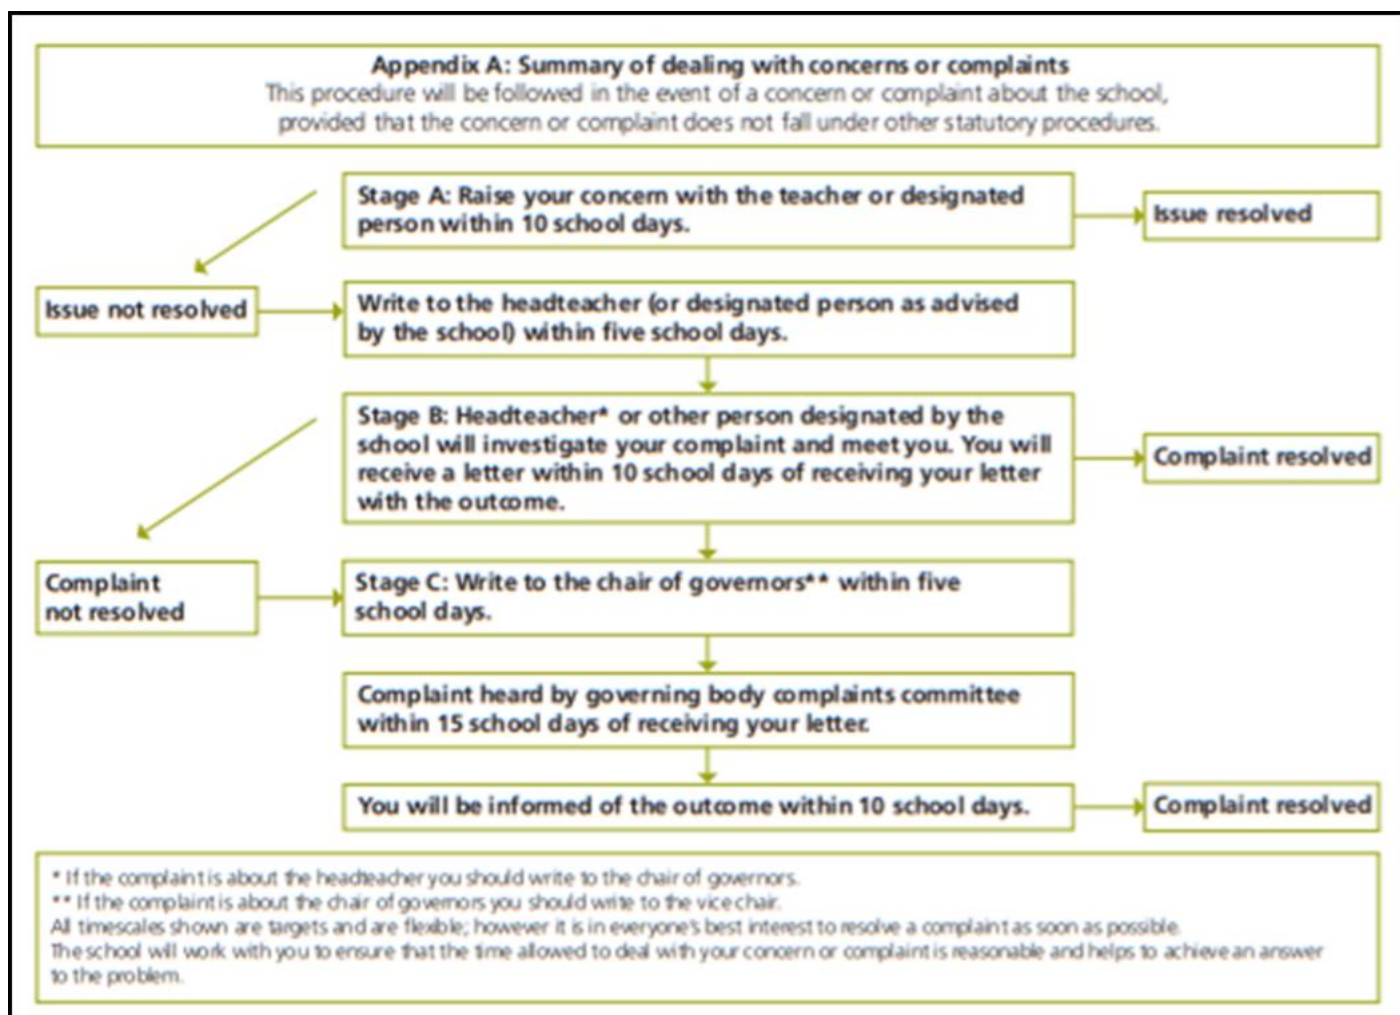 Appendix A: Summary of dealing with concerns or complaints
This procedure will be followed in the event of a concern or complaint about the school,
provided that the concern or complaint does not fall under other statutory procedures.
Stage A: Raise your concern with the teacher or designated
person within 10 school days.
Issue resolved
Issue not resolved
Write to the headteacher (or designated person as advised
by the school) within five school days.
Stage B: Headteacher* or other person designated by the
school will investigate your complaint and meet you. You will
receive a letter within 10 school days of receiving your letter
with the outcome.
Complaint resolved
Complaint
not resolved
Stage C: Write to the chair of governors** within five
school days.
Complaint heard by governing body complaints committee
within 15 school days of receiving your letter.
You will be informed of the outcome within 10 school days.
Complaint resolved
* If the complaint is about the headteacher you should write to the chair of governors.
** If the complaint is about the chair of governors you should write to the vice chair.
All timescales shown are targets and are flexible; however it is in everyone's best interest to resolve a complaint as soon as possible.
The school will work with you to ensure that the time allowed to deal with your concern or complaint is reasonable and helps to achieve an answer
to the problem.